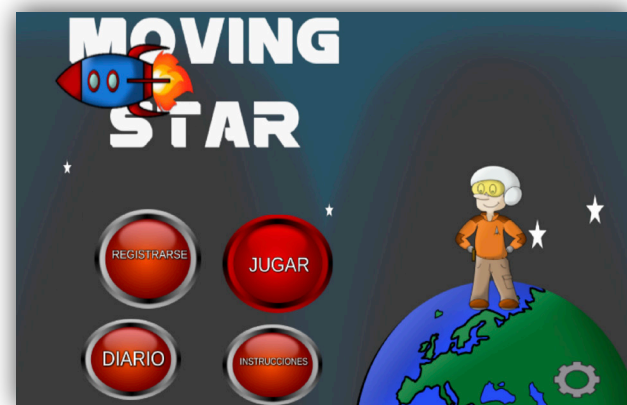 MOVING
STAR
REGISTRARSE
JUGAR
DIARIO
INSTRUCCIONES